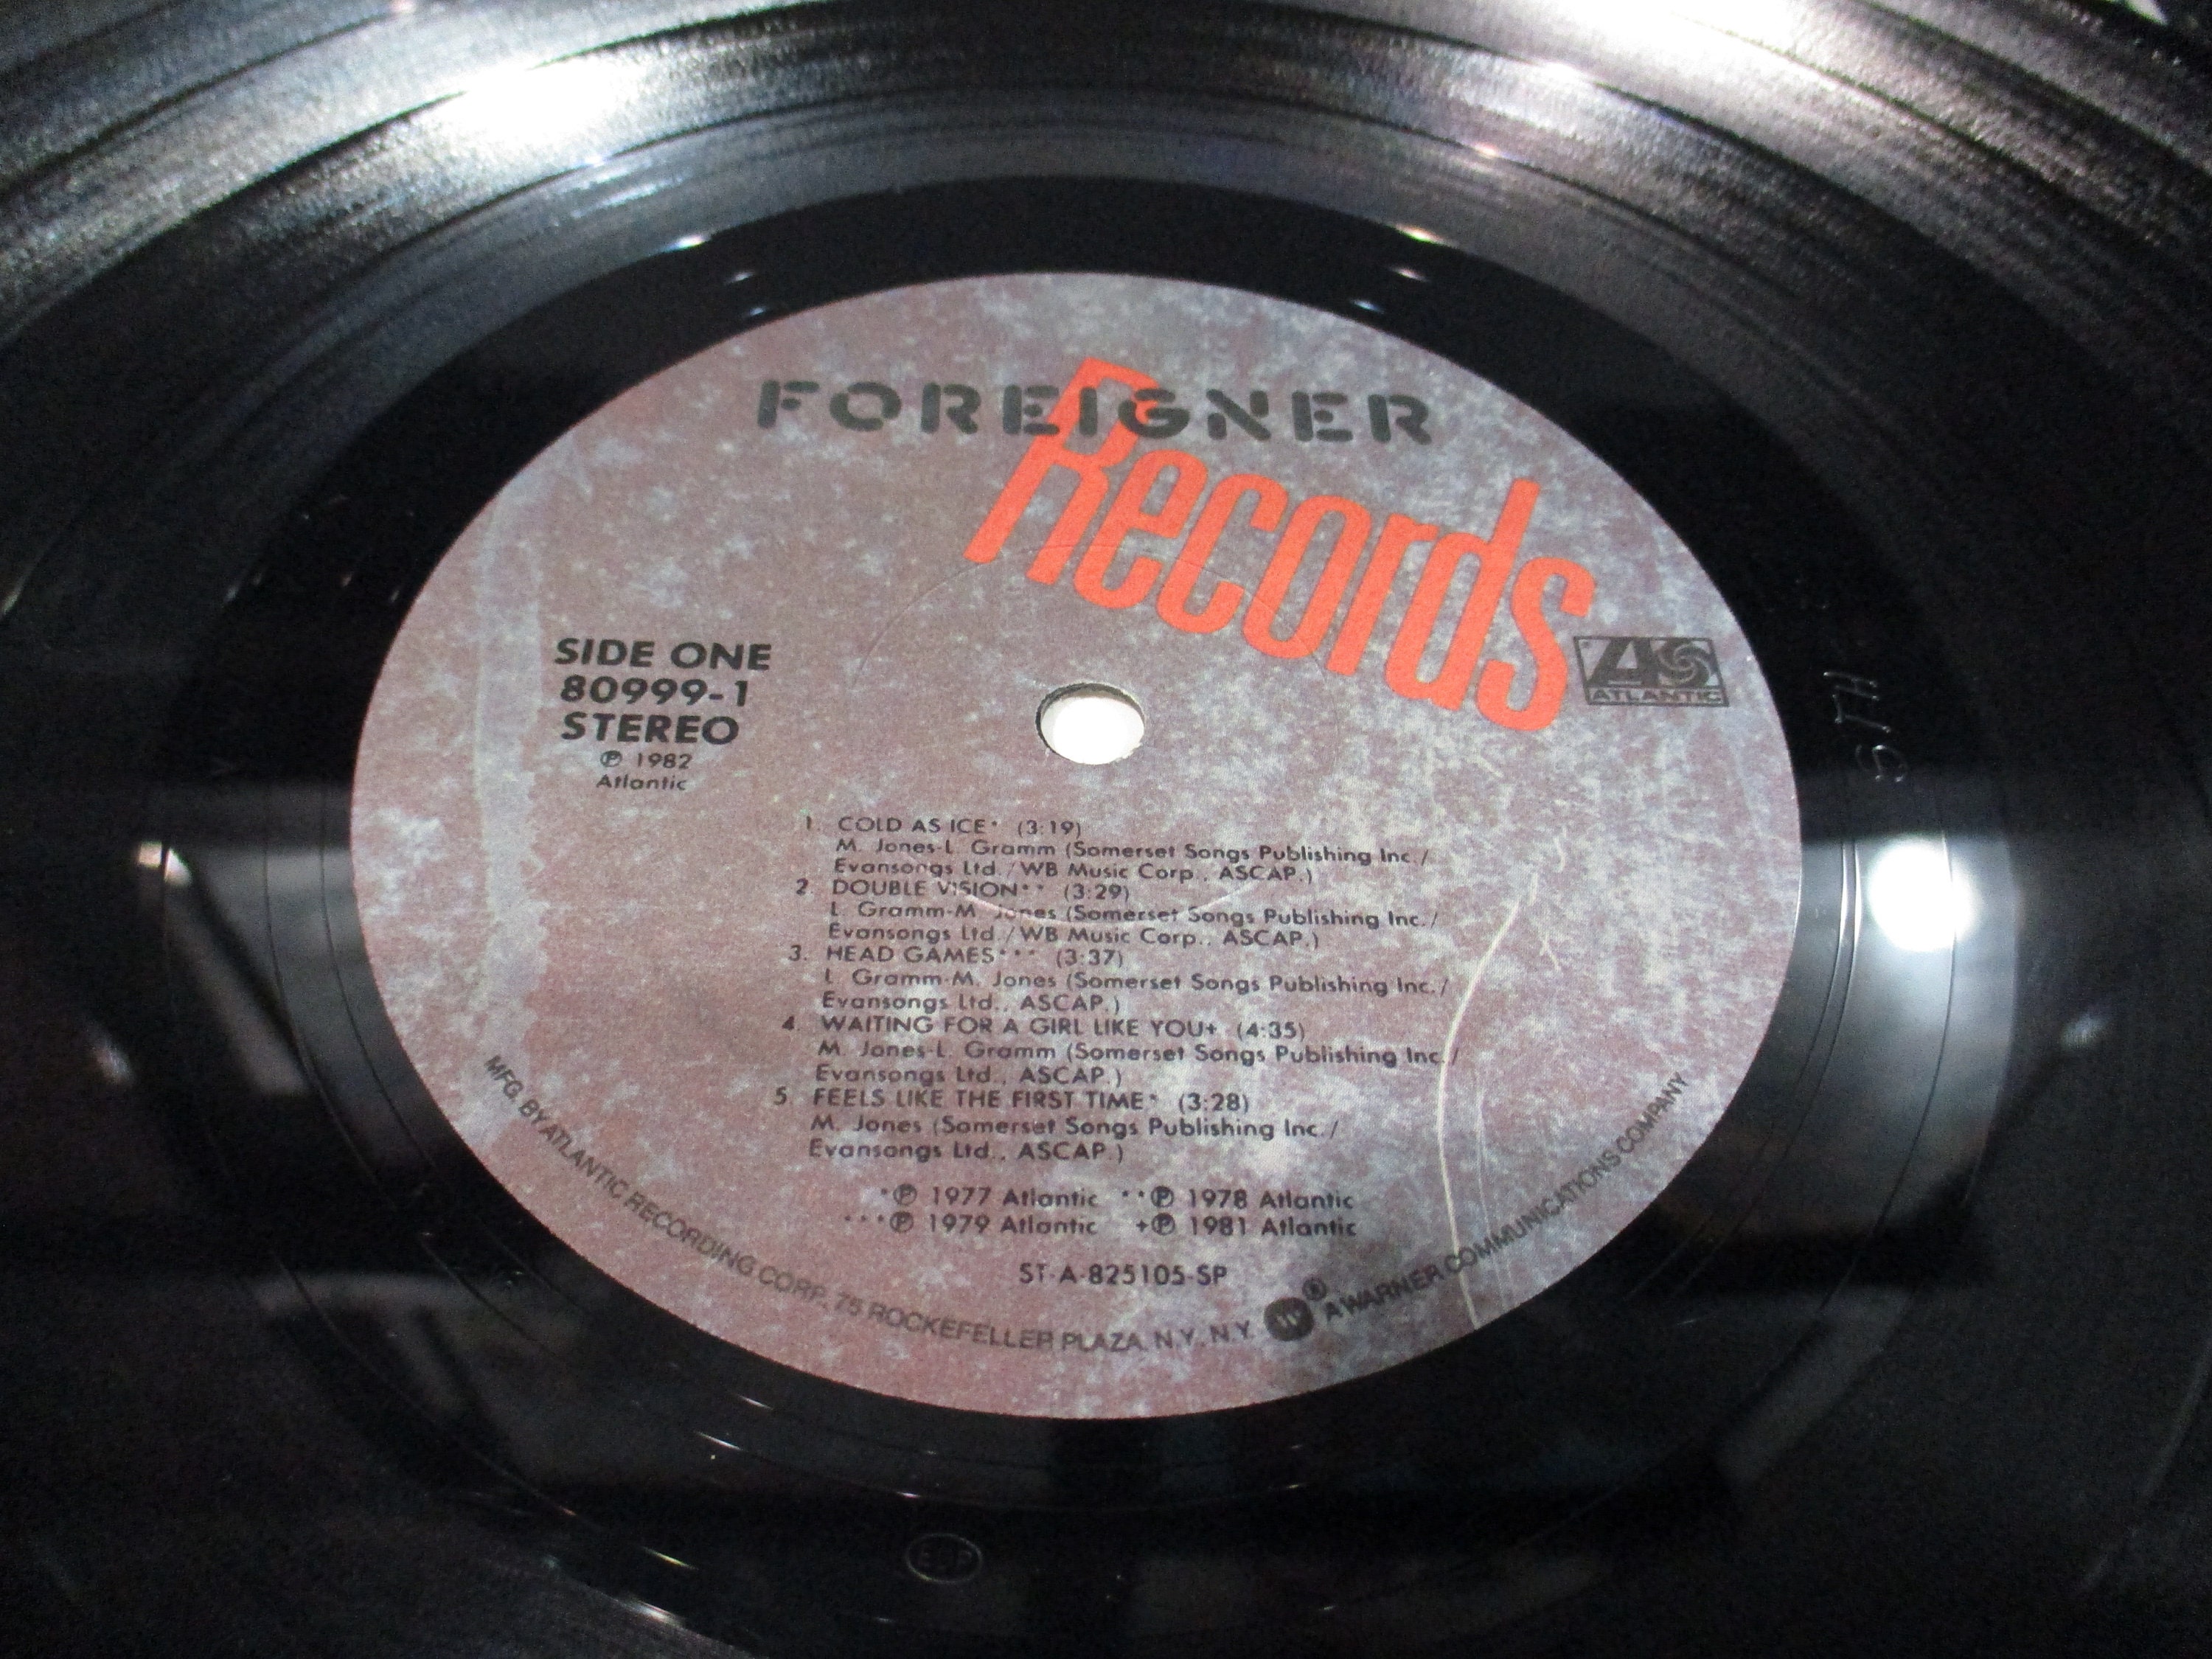 FOREIGNER
Records
AS
ATLANTIC
SIDE ONE
80999-1
STEREO
℗ 1982
Atlantic
1. COLD AS ICE* (3:19)
M. Jones-L. Gramm (Somerset Songs Publishing Inc./
Evansongs Ltd./WB Music Corp., ASCAP.)
2. DOUBLE VISION** (3:29)
L. Gramm-M. Jones (Somerset Songs Publishing Inc./
Evansongs Ltd./WB Music Corp., ASCAP.)
3. HEAD GAMES*** (3:37)
L. Gramm-M. Jones (Somerset Songs Publishing Inc./
Evansongs Ltd., ASCAP.)
4. WAITING FOR A GIRL LIKE YOU+ (4:35)
M. Jones-L. Gramm (Somerset Songs Publishing Inc./
Evansongs Ltd., ASCAP.)
5. FEELS LIKE THE FIRST TIME* (3:28)
M. Jones (Somerset Songs Publishing Inc./
Evansongs Ltd., ASCAP.)
*℗ 1977 Atlantic **℗ 1978 Atlantic
***℗ 1979 Atlantic +℗ 1981 Atlantic
ST-A-825105-SP
MFG. BY ATLANTIC RECORDING CORP., 75 ROCKEFELLER PLAZA, N.Y., N.Y. W ® A WARNER COMMUNICATIONS COMPANY